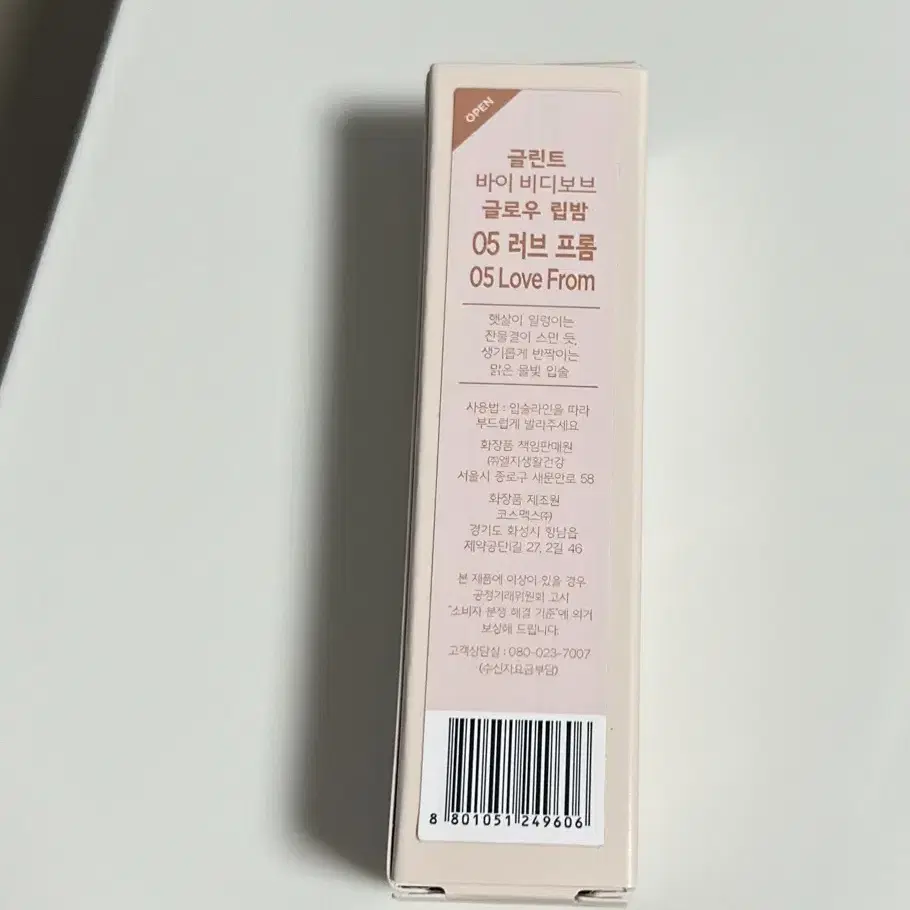 OPEN
글린트
바이 비디보브
글로우 립밤
05 러브 프롬
05 Love From
햇살이 일렁이는
잔물결이 스민 듯,
생기롭게 반짝이는
맑은 물빛 입술
사용법 : 입술라인을 따라
부드럽게 발라주세요
화장품 책임판매원
㈜엘지생활건강
서울시 종로구 새문안로 58
화장품 제조원
코스맥스㈜
경기도 화성시 향남읍
제약공단1길 27, 2길 46
본 제품에 이상이 있을 경우
공정거래위원회 고시
"소비자 분쟁 해결 기준"에 의거
보상해 드립니다.
고객상담실 : 080-023-7007
(수신자요금부담)
8 801051 249606